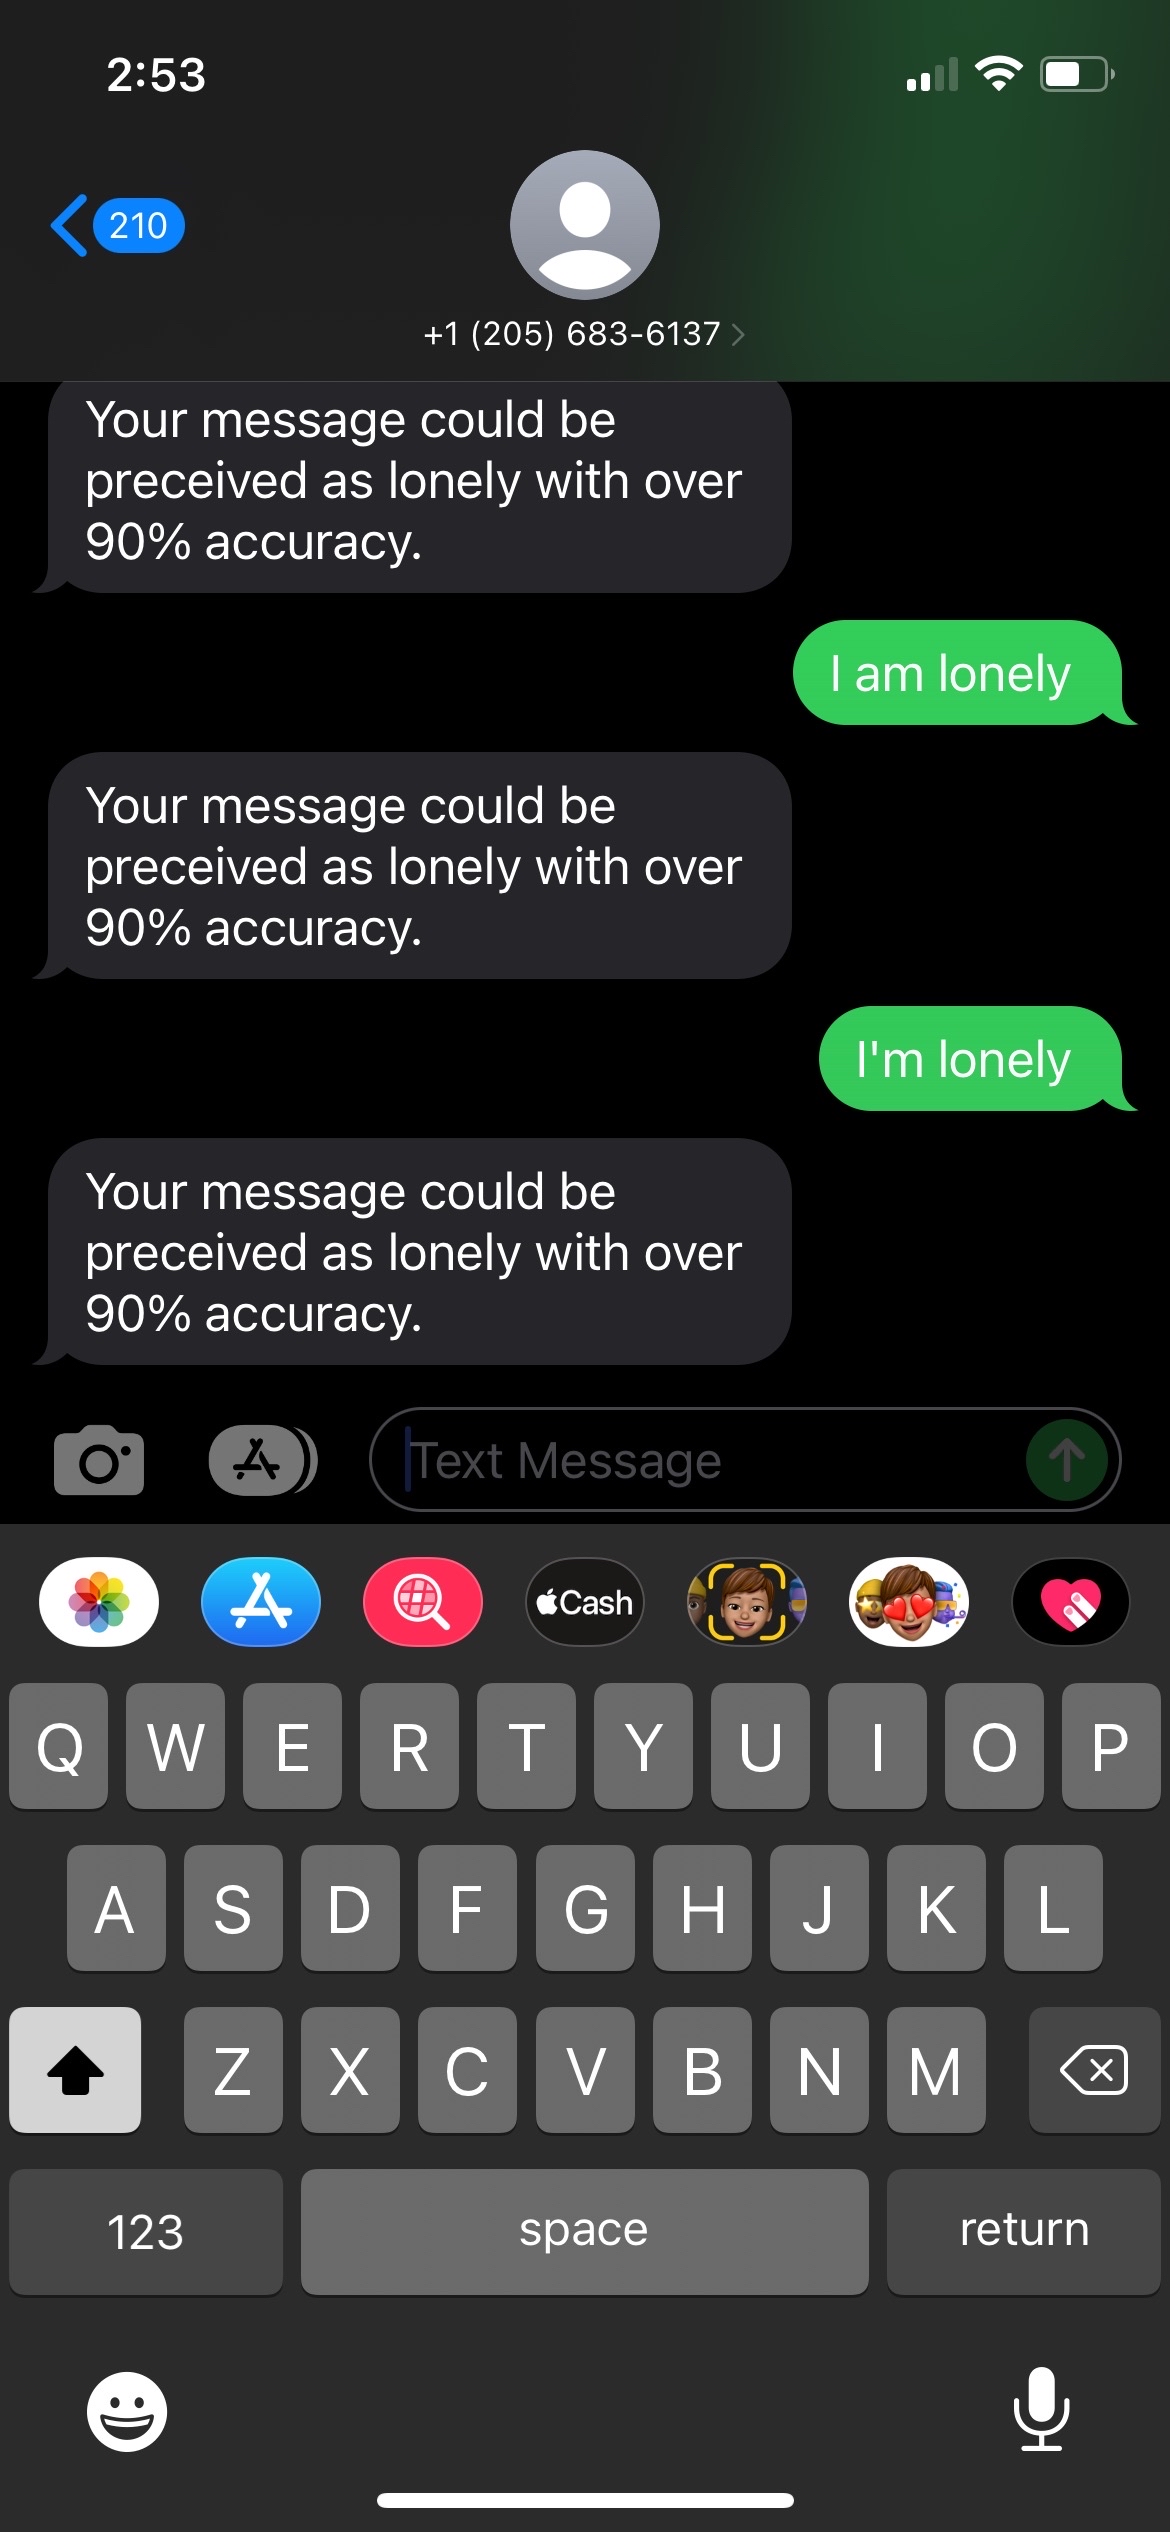 2:53
210
+1 (205) 683-6137
Your message could be
preceived as lonely with over
90% accuracy.
I am lonely
Your message could be
preceived as lonely with over
90% accuracy.
I'm lonely
Your message could be
preceived as lonely with over
90% accuracy.
Text Message
Cash
Q W E R T Y U I O P
A S D F G H J K L
Z X C V B N M
123 space return